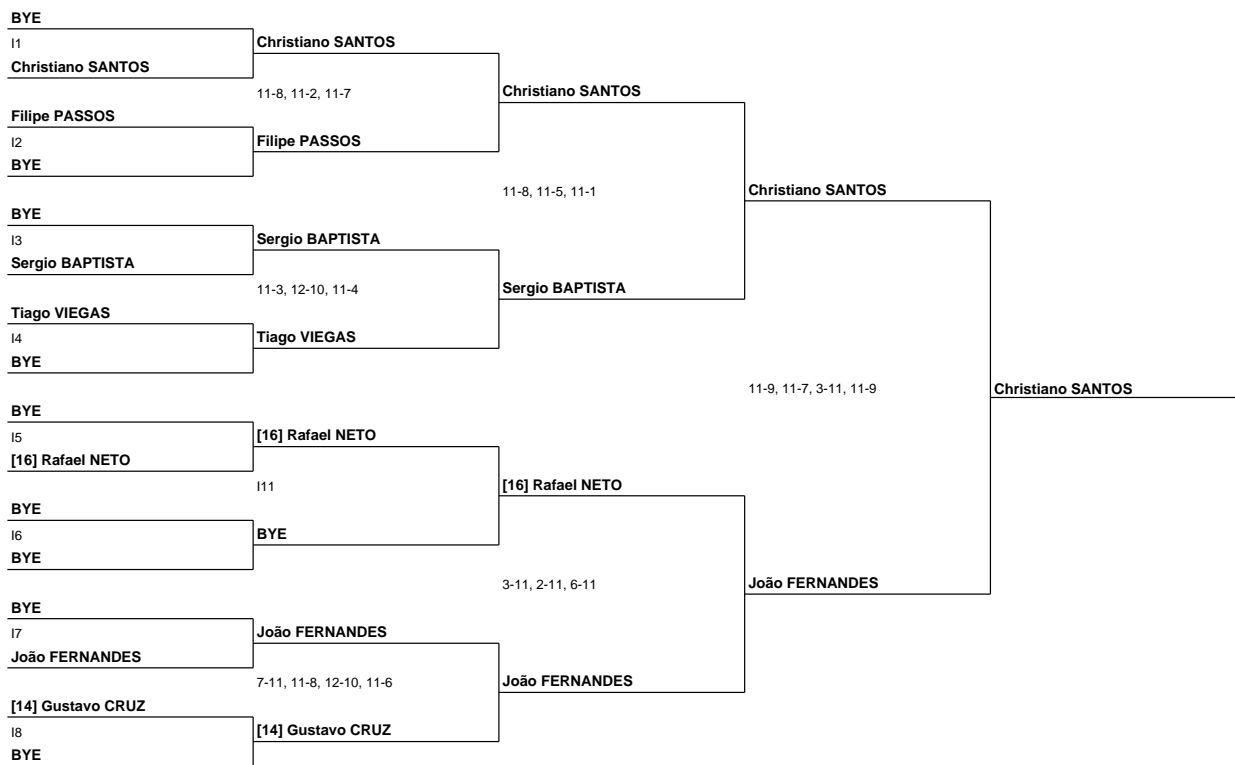 BYE
I1
Christiano SANTOS
Christiano SANTOS
11-8, 11-2, 11-7
Christiano SANTOS
Filipe PASSOS
I2
Filipe PASSOS
BYE
11-8, 11-5, 11-1
Christiano SANTOS
BYE
I3
Sergio BAPTISTA
Sergio BAPTISTA
11-3, 12-10, 11-4
Sergio BAPTISTA
Tiago VIEGAS
I4
Tiago VIEGAS
BYE
11-9, 11-7, 3-11, 11-9
Christiano SANTOS
BYE
I5
[16] Rafael NETO
[16] Rafael NETO
I11
[16] Rafael NETO
BYE
I6
BYE
BYE
3-11, 2-11, 6-11
João FERNANDES
BYE
I7
João FERNANDES
João FERNANDES
7-11, 11-8, 12-10, 11-6
João FERNANDES
[14] Gustavo CRUZ
I8
[14] Gustavo CRUZ
BYE